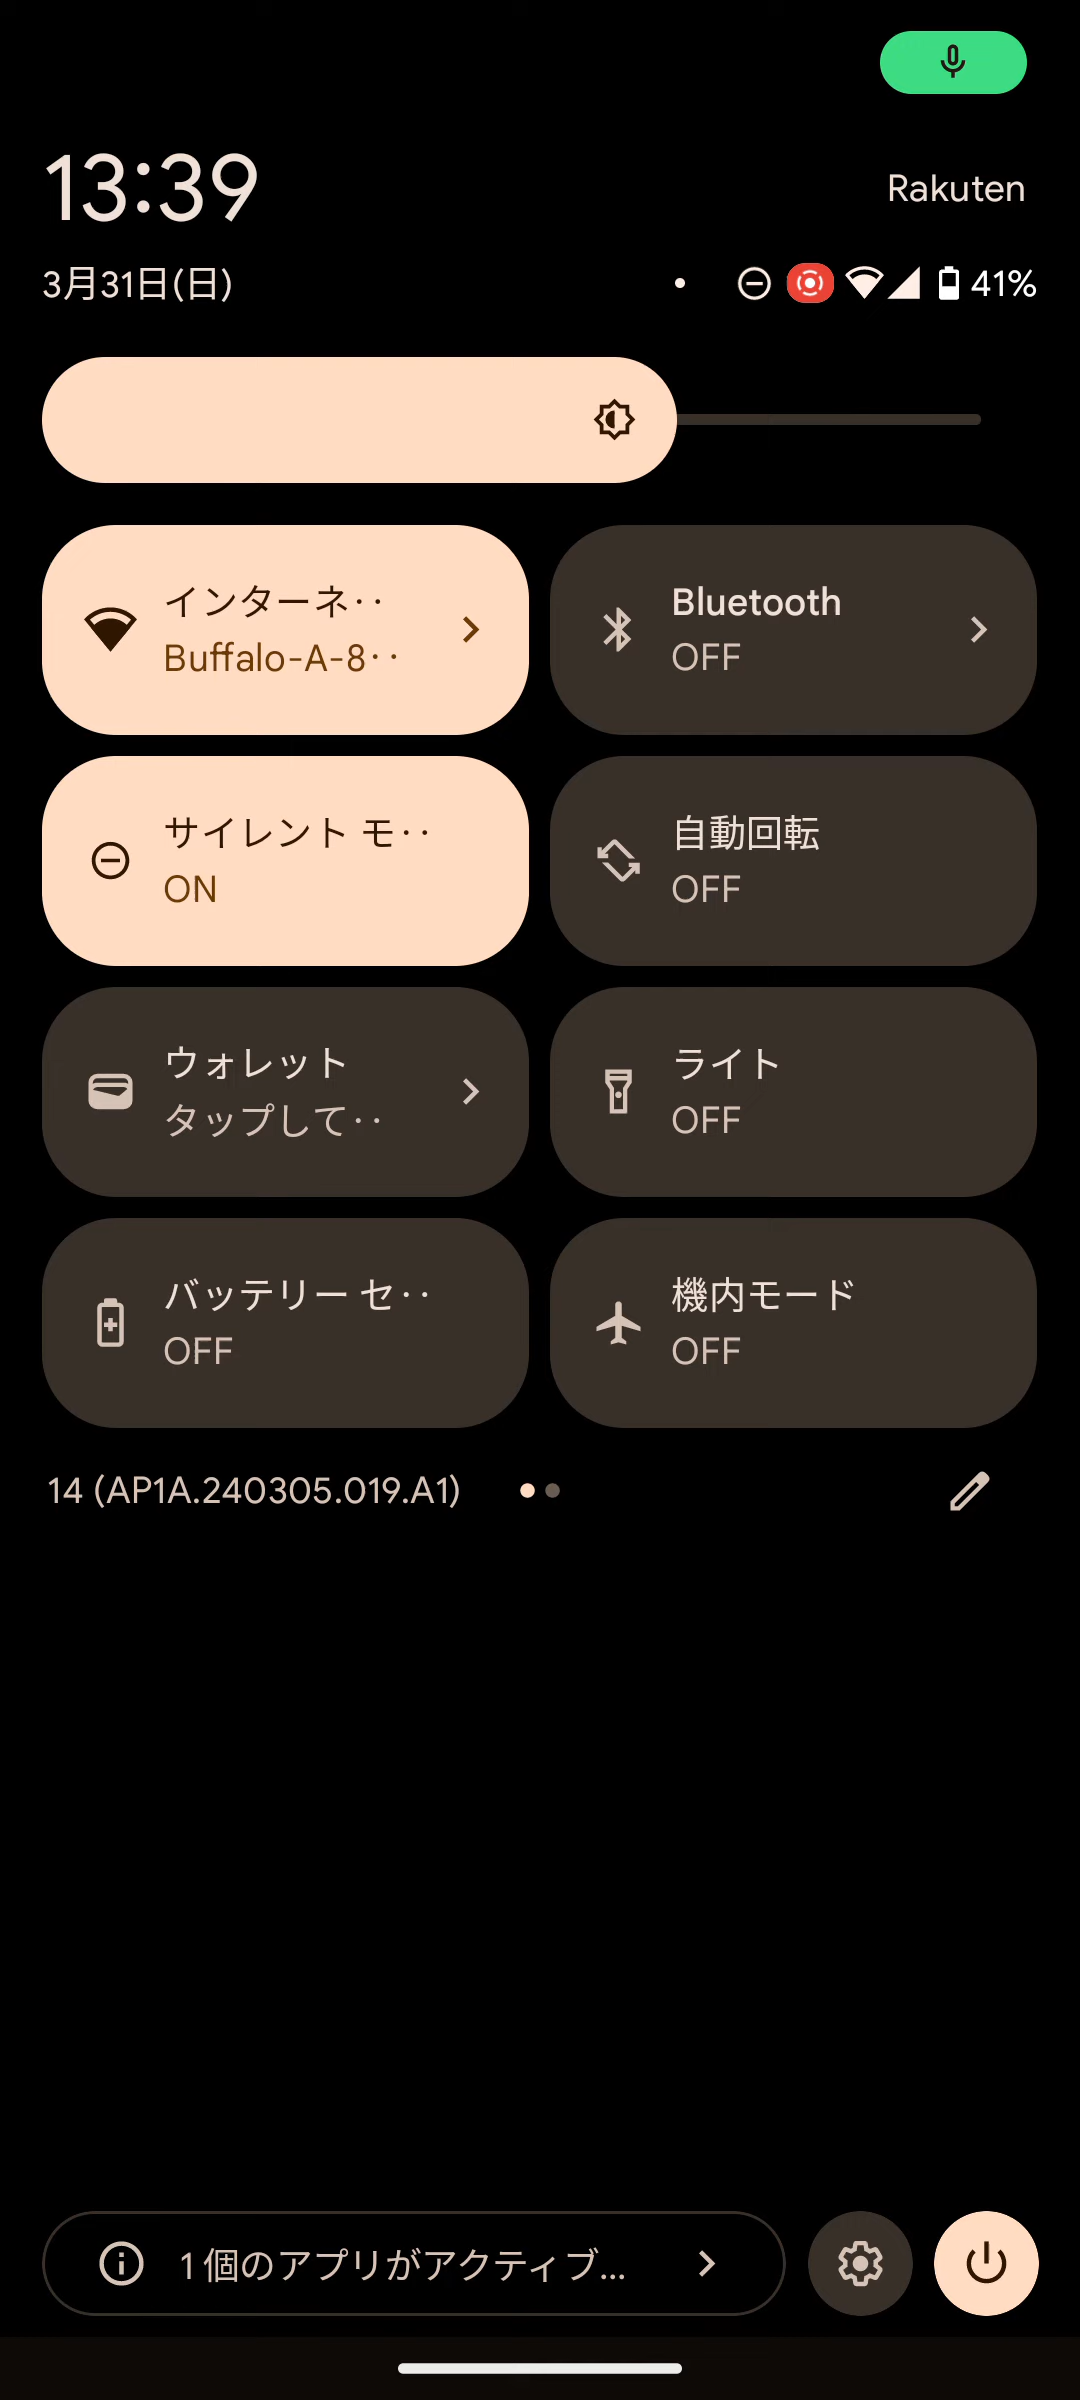 13:39
Rakuten
3月31日(日)
41%
インターネ‥
Buffalo-A-8‥
Bluetooth
OFF
サイレント モ‥
ON
自動回転
OFF
ウォレット
タップして‥
ライト
OFF
バッテリー セ‥
OFF
機内モード
OFF
14 (AP1A.240305.019.A1)
1 個のアプリがアクティブ...